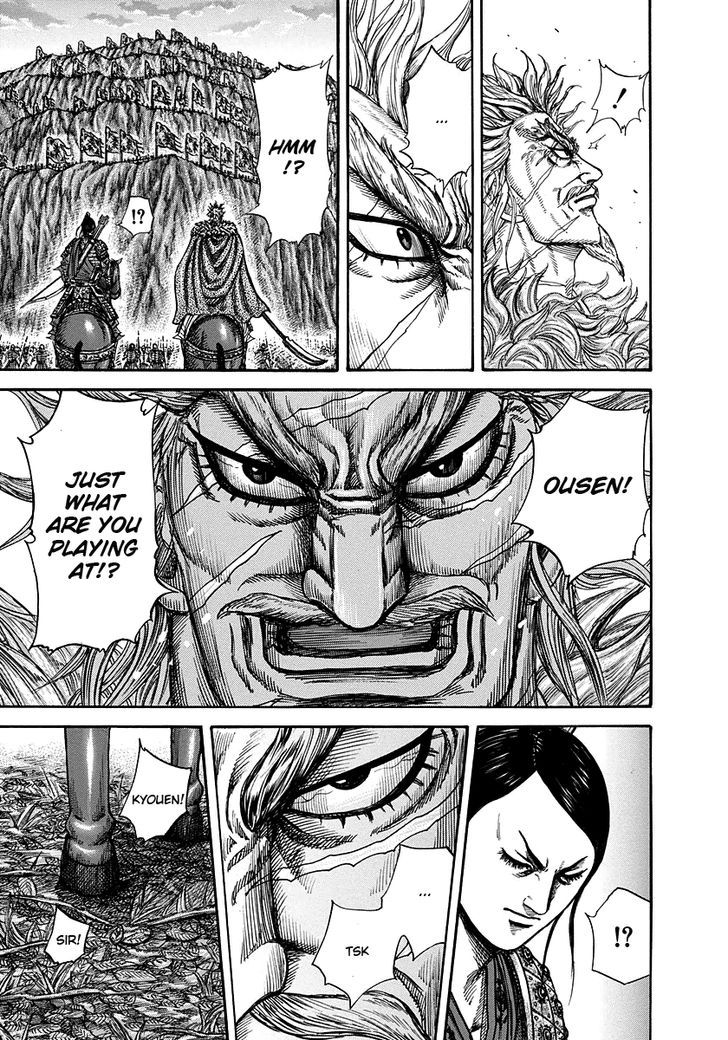 !
...
HMM
!?
!?
OUSEN!
JUST
WHAT
ARE YOU
PLAYING
AT!?
!?
...
TSK
KYOUEN!
SIR!